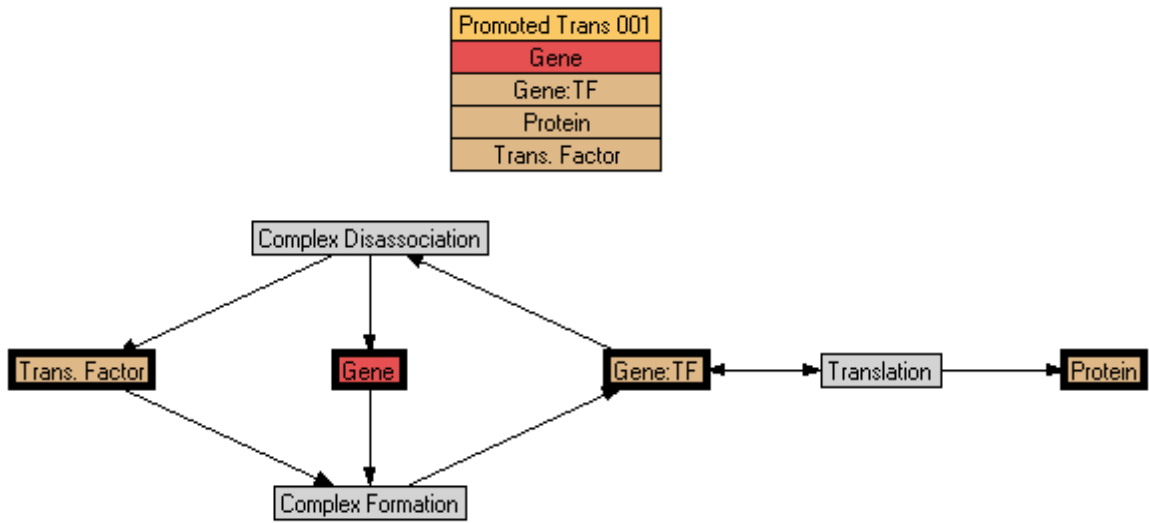 Promoted Trans 001
Gene
Gene:TF
Protein
Trans. Factor
Complex Disassociation
Trans. Factor
Gene
Gene:TF
Translation
Protein
Complex Formation